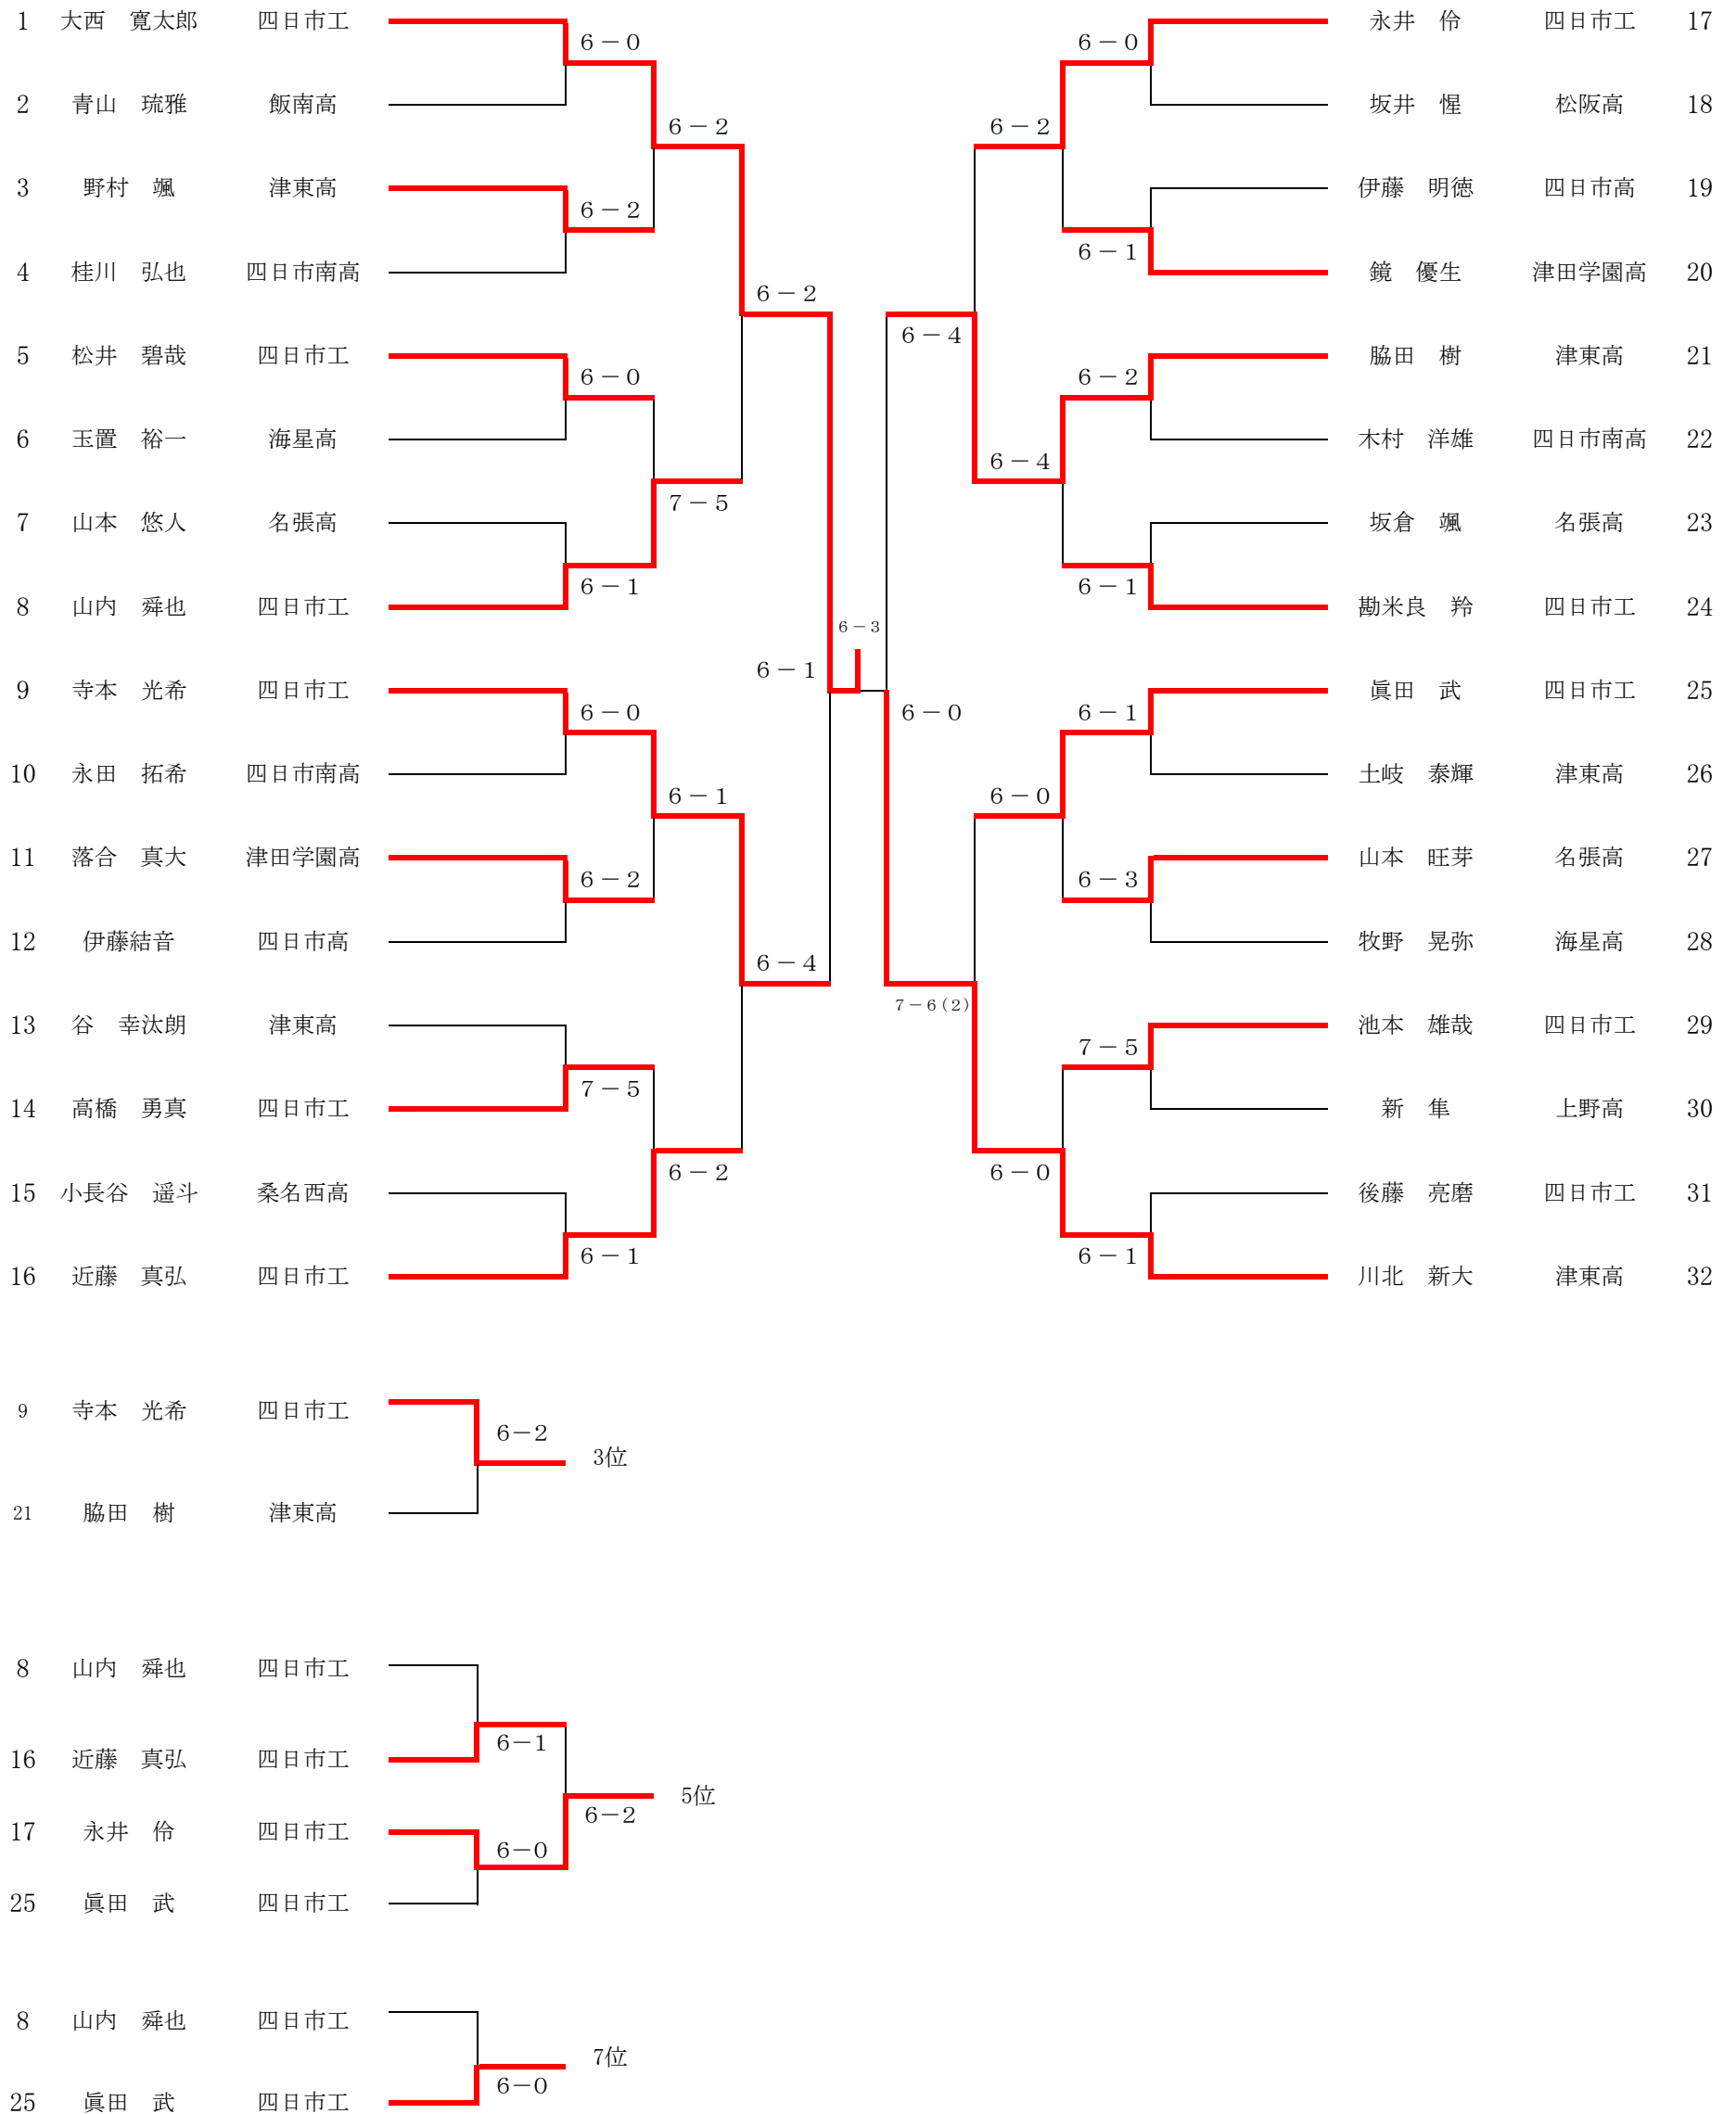 1 大西 寛太郎 四日市工
6－0
6－0
永井 伶 四日市工 17
2 青山 琉雅 飯南高
6－2
6－2
坂井 惺 松阪高 18
3 野村 颯 津東高
6－2
伊藤 明徳 四日市高 19
4 桂川 弘也 四日市南高
6－1
鏡 優生 津田学園高 20
6－2
6－4
5 松井 碧哉 四日市工
6－0
6－2
脇田 樹 津東高 21
6 玉置 裕一 海星高
6－4
木村 洋雄 四日市南高 22
7－5
7 山本 悠人 名張高
坂倉 颯 名張高 23
6－1
6－1
8 山内 舜也 四日市工
勘米良 羚 四日市工 24
6－3
6－1
9 寺本 光希 四日市工
6－0
6－0
6－1
眞田 武 四日市工 25
10 永田 拓希 四日市南高
6－1
6－0
土岐 泰輝 津東高 26
11 落合 真大 津田学園高
6－2
6－3
山本 旺芽 名張高 27
12 伊藤結音 四日市高
牧野 晃弥 海星高 28
6－4
7－6(2)
13 谷 幸汰朗 津東高
7－5
池本 雄哉 四日市工 29
7－5
14 高橋 勇真 四日市工
新 隼 上野高 30
6－2
6－0
15 小長谷 遥斗 桑名西高
後藤 亮磨 四日市工 31
6－1
6－1
16 近藤 真弘 四日市工
川北 新大 津東高 32
9 寺本 光希 四日市工
6－2
3位
21 脇田 樹 津東高
8 山内 舜也 四日市工
6－1
16 近藤 真弘 四日市工
5位
6－2
17 永井 伶 四日市工
6－0
25 眞田 武 四日市工
8 山内 舜也 四日市工
7位
6－0
25 眞田 武 四日市工